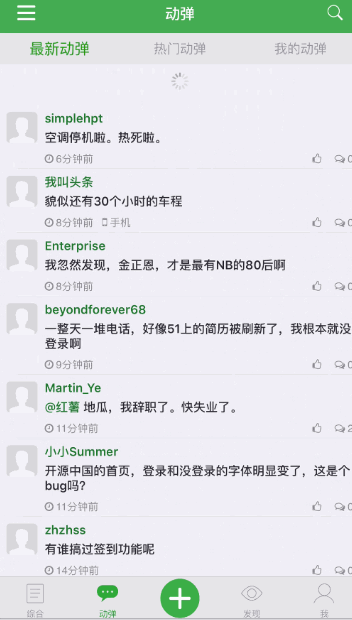 动弹
最新动弹 热门动弹 我的动弹
simplehpt
空调停机啦。热死啦。
6分钟前 0
我叫头条
貌似还有30个小时的车程
8分钟前 手机 0
Enterprise
我忽然发现，金正恩，才是最有NB的80后啊
8分钟前 0
beyondforever68
一整天一堆电话，好像51上的简历被刷新了，我根本就没
登录啊
9分钟前 0
Martin_Ye
@红薯 地瓜，我辞职了。快失业了。
11分钟前 2
小小Summer
开源中国的首页，登录和没登录的字体明显变了，这是个
bug吗?
11分钟前 0
zhzhss
有谁搞过签到功能呢
14分钟前 0
综合 动弹 发现 我